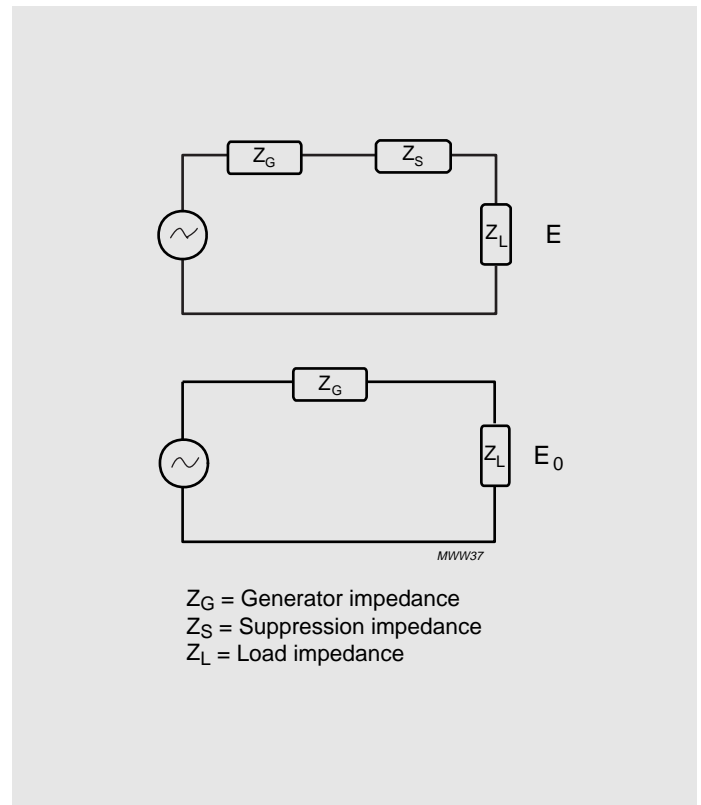 Z_G Z_S
Z_L E
Z_G
Z_L E_0
MWW37
Z_G = Generator impedance
Z_S = Suppression impedance
Z_L = Load impedance